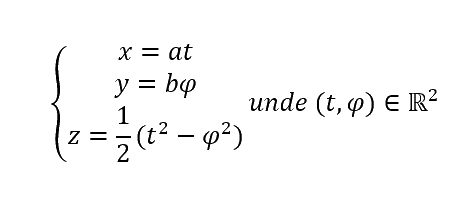 x = at
y = bφ
z = 1/2 (t² − φ²)
unde (t, φ) ∈ ℝ²